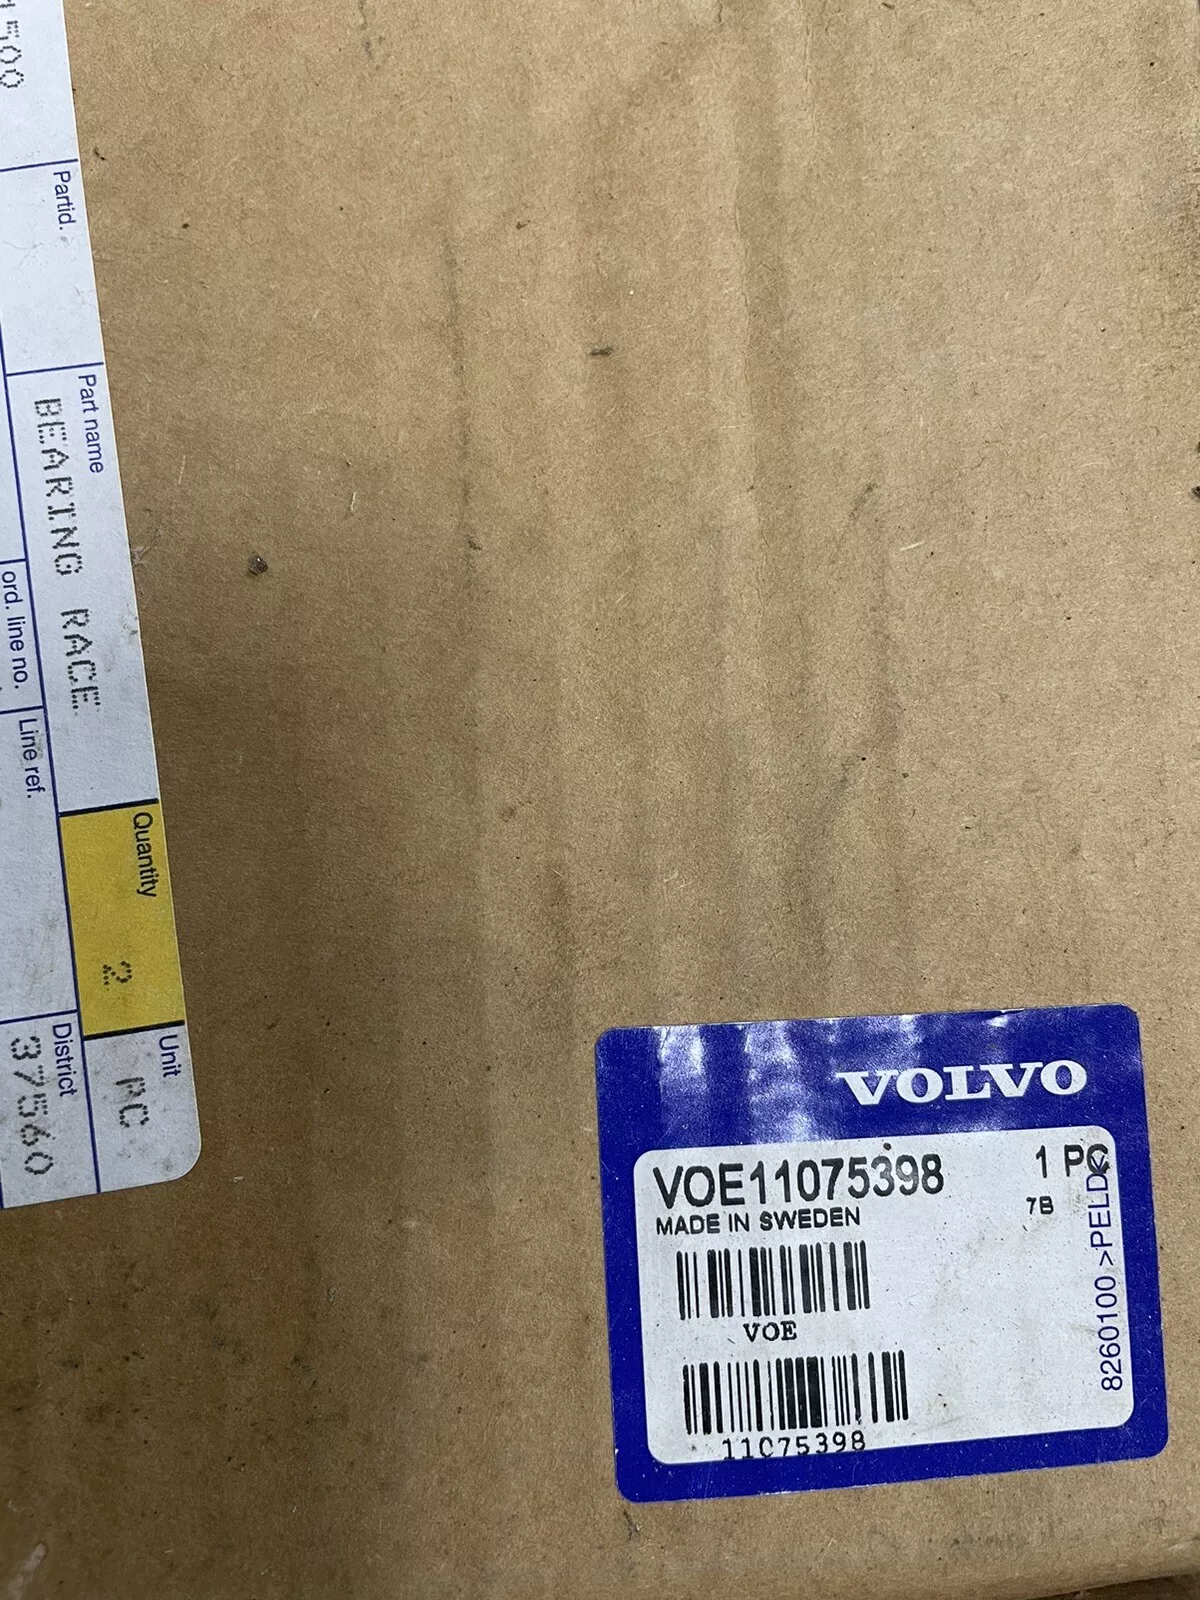 1500
Partid.
Part name
BEARING RACE
ord. line no.
Line ref.
Quantity
2
Unit
PC
District
37560
VOLVO
VOE11075398
1 PC
MADE IN SWEDEN
7B
VOE
11075398
8260100 >PELD<